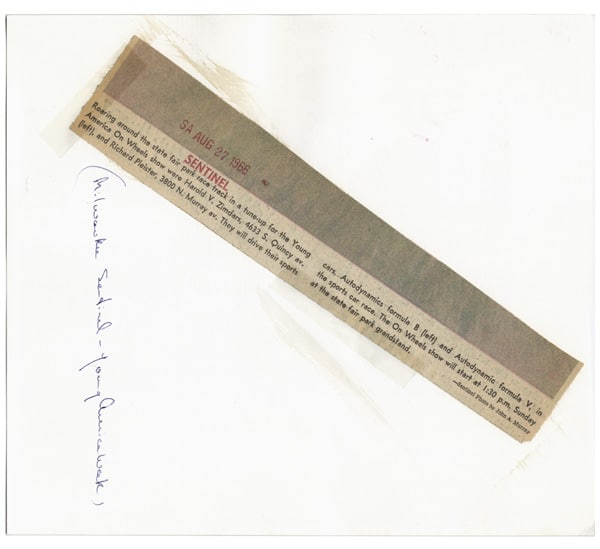 SA AUG 27 1966
SENTINEL
Roaring around the state fair park race track in a tune-up for the Young
America On Wheels show were Harold V. Zimdars, 4633 S. Quincy av.
(left), and Richard Pleister, 3800 N. Murray av. They will drive their sports
cars, Autodynamics formula B (left) and Autodynamic formula V, in
the sports car race. The On Wheels show will start at 1:30 p.m. Sunday
at the state fair park grandstand.
—Sentinel Photo by John A. Murray
(Milwaukee Sentinel - Young America Week)